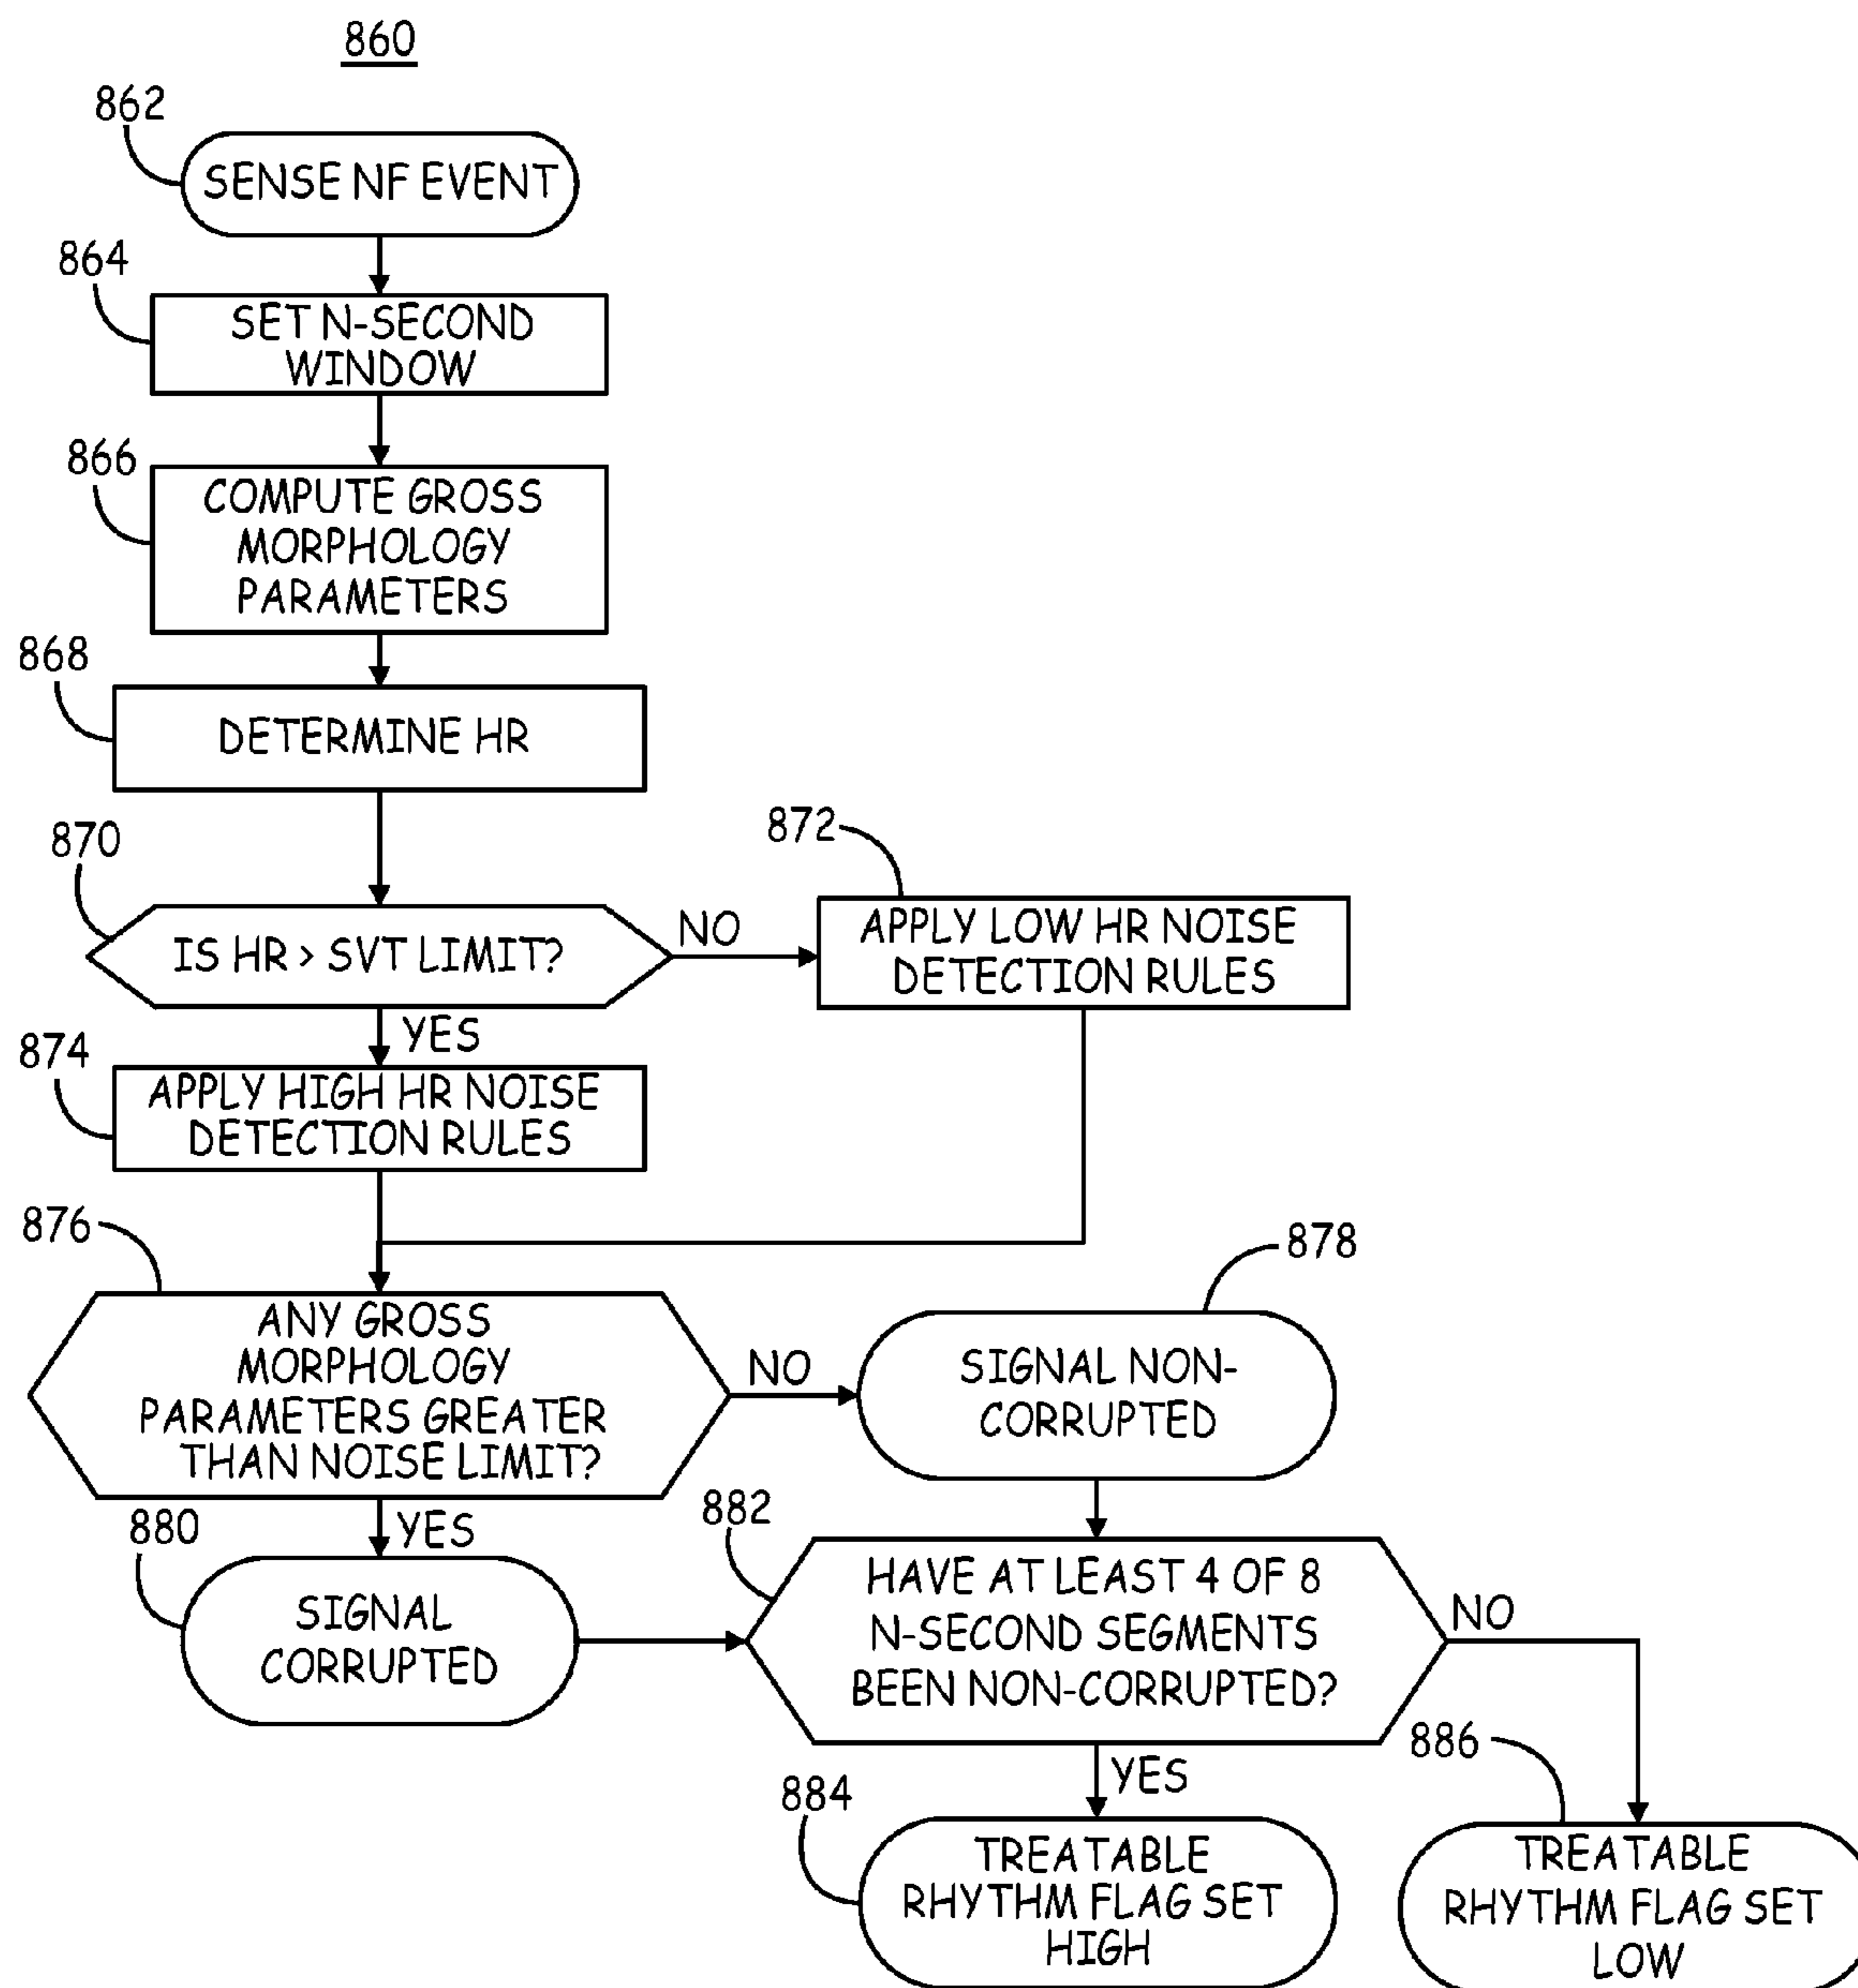 860
862
SENSE NF EVENT
864
SET N-SECOND
WINDOW
866
COMPUTE GROSS
MORPHOLOGY
PARAMETERS
868
DETERMINE HR
870
IS HR > SVT LIMIT?
NO
872
APPLY LOW HR NOISE
DETECTION RULES
YES
874
APPLY HIGH HR NOISE
DETECTION RULES
876
ANY GROSS
MORPHOLOGY
PARAMETERS GREATER
THAN NOISE LIMIT?
NO
878
SIGNAL NON-
CORRUPTED
YES
880
SIGNAL
CORRUPTED
882
HAVE AT LEAST 4 OF 8
N-SECOND SEGMENTS
BEEN NON-CORRUPTED?
NO
YES
884
TREATABLE
RHYTHM FLAG SET
HIGH
886
TREATABLE
RHYTHM FLAG SET
LOW